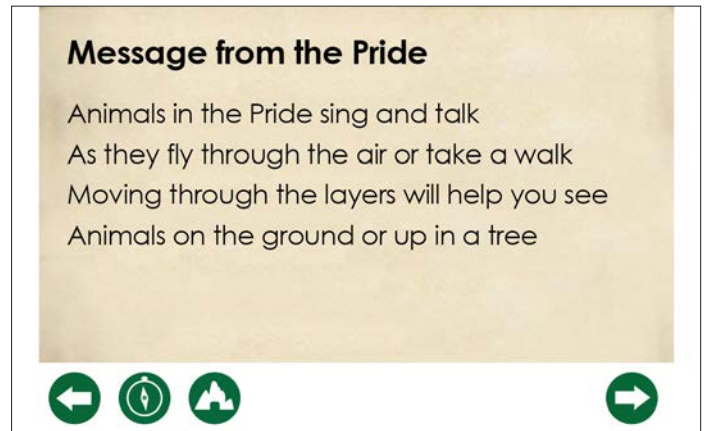 Message from the Pride
Animals in the Pride sing and talk
As they fly through the air or take a walk
Moving through the layers will help you see
Animals on the ground or up in a tree